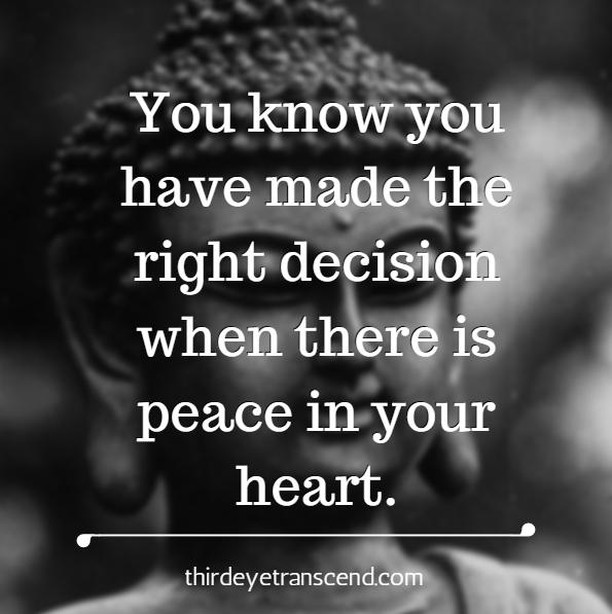 You know you
have made the
right decision
when there is
peace in your
heart.
thirdeyetranscend.com